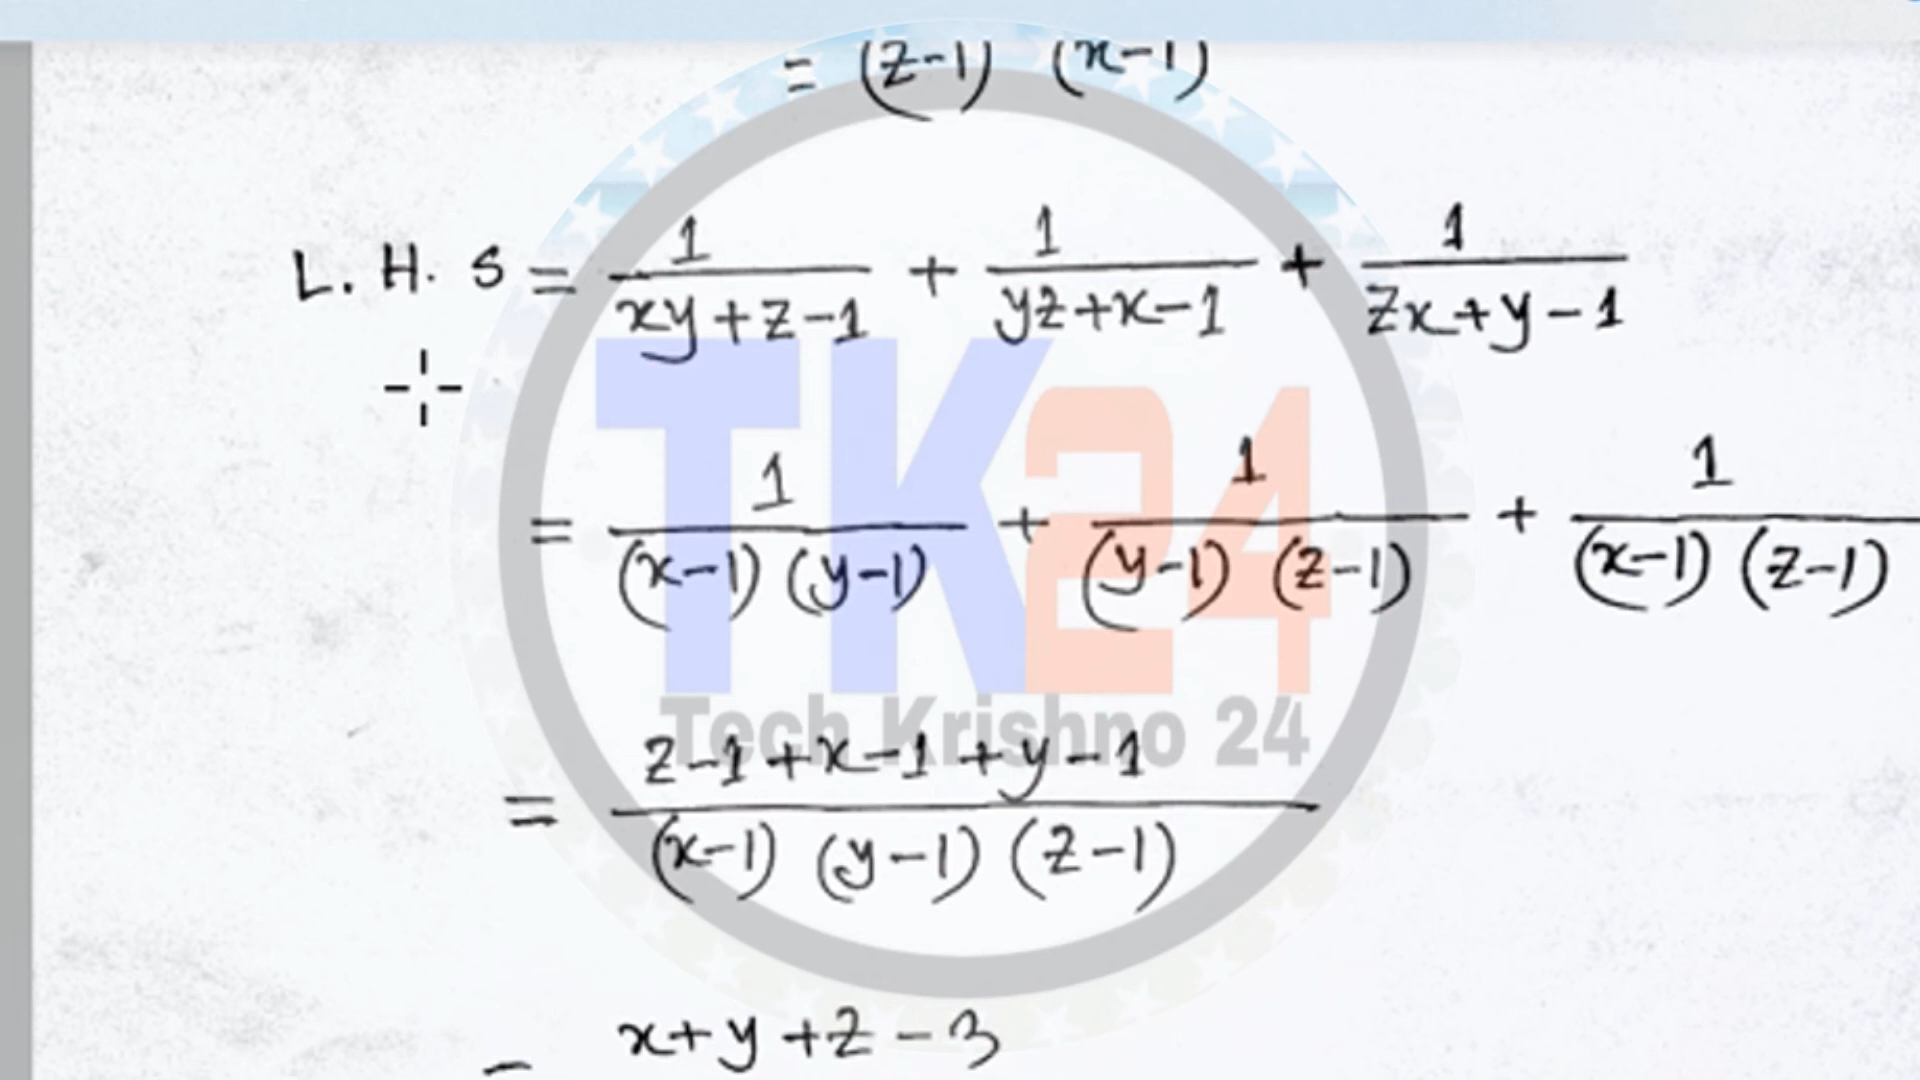 = (z-1) (x-1)
L.H.S = 1/(xy+z-1) + 1/(yz+x-1) + 1/(zx+y-1)
= 1/((x-1)(y-1)) + 1/((y-1)(z-1)) + 1/((x-1)(z-1))
TK24
Tech Krishno 24
= (z-1+x-1+y-1)/((x-1)(y-1)(z-1))
= x+y+z-3